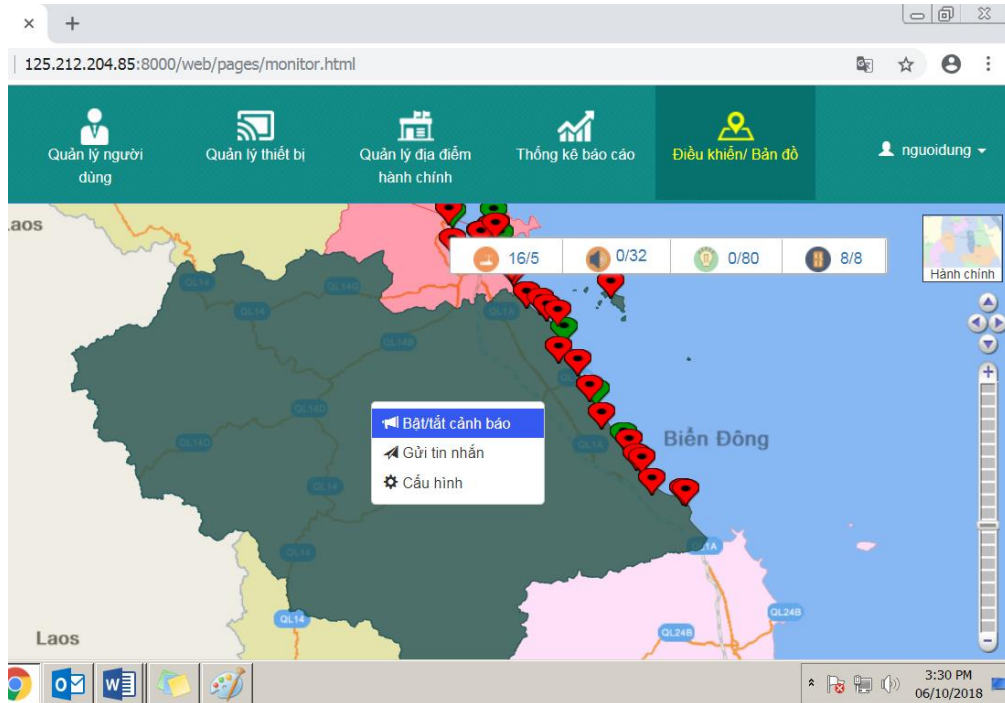 × +
125.212.204.85:8000/web/pages/monitor.html
Quản lý người
dùng
Quản lý thiết bị
Quản lý địa điểm
hành chính
Thống kê báo cáo
Điều khiển/ Bản đồ
nguoidung
aos
16/5
0/32
0/80
8/8
Hành chính
QL14
QL14G
QL14
QL1A
QL14B
QL14D
QL14D
QL1A
Biển Đông
Bật/tắt cảnh báo
Gửi tin nhắn
Cấu hình
QL14
QL1A
QL14
QL24B
QL24B
Laos
3:30 PM
06/10/2018